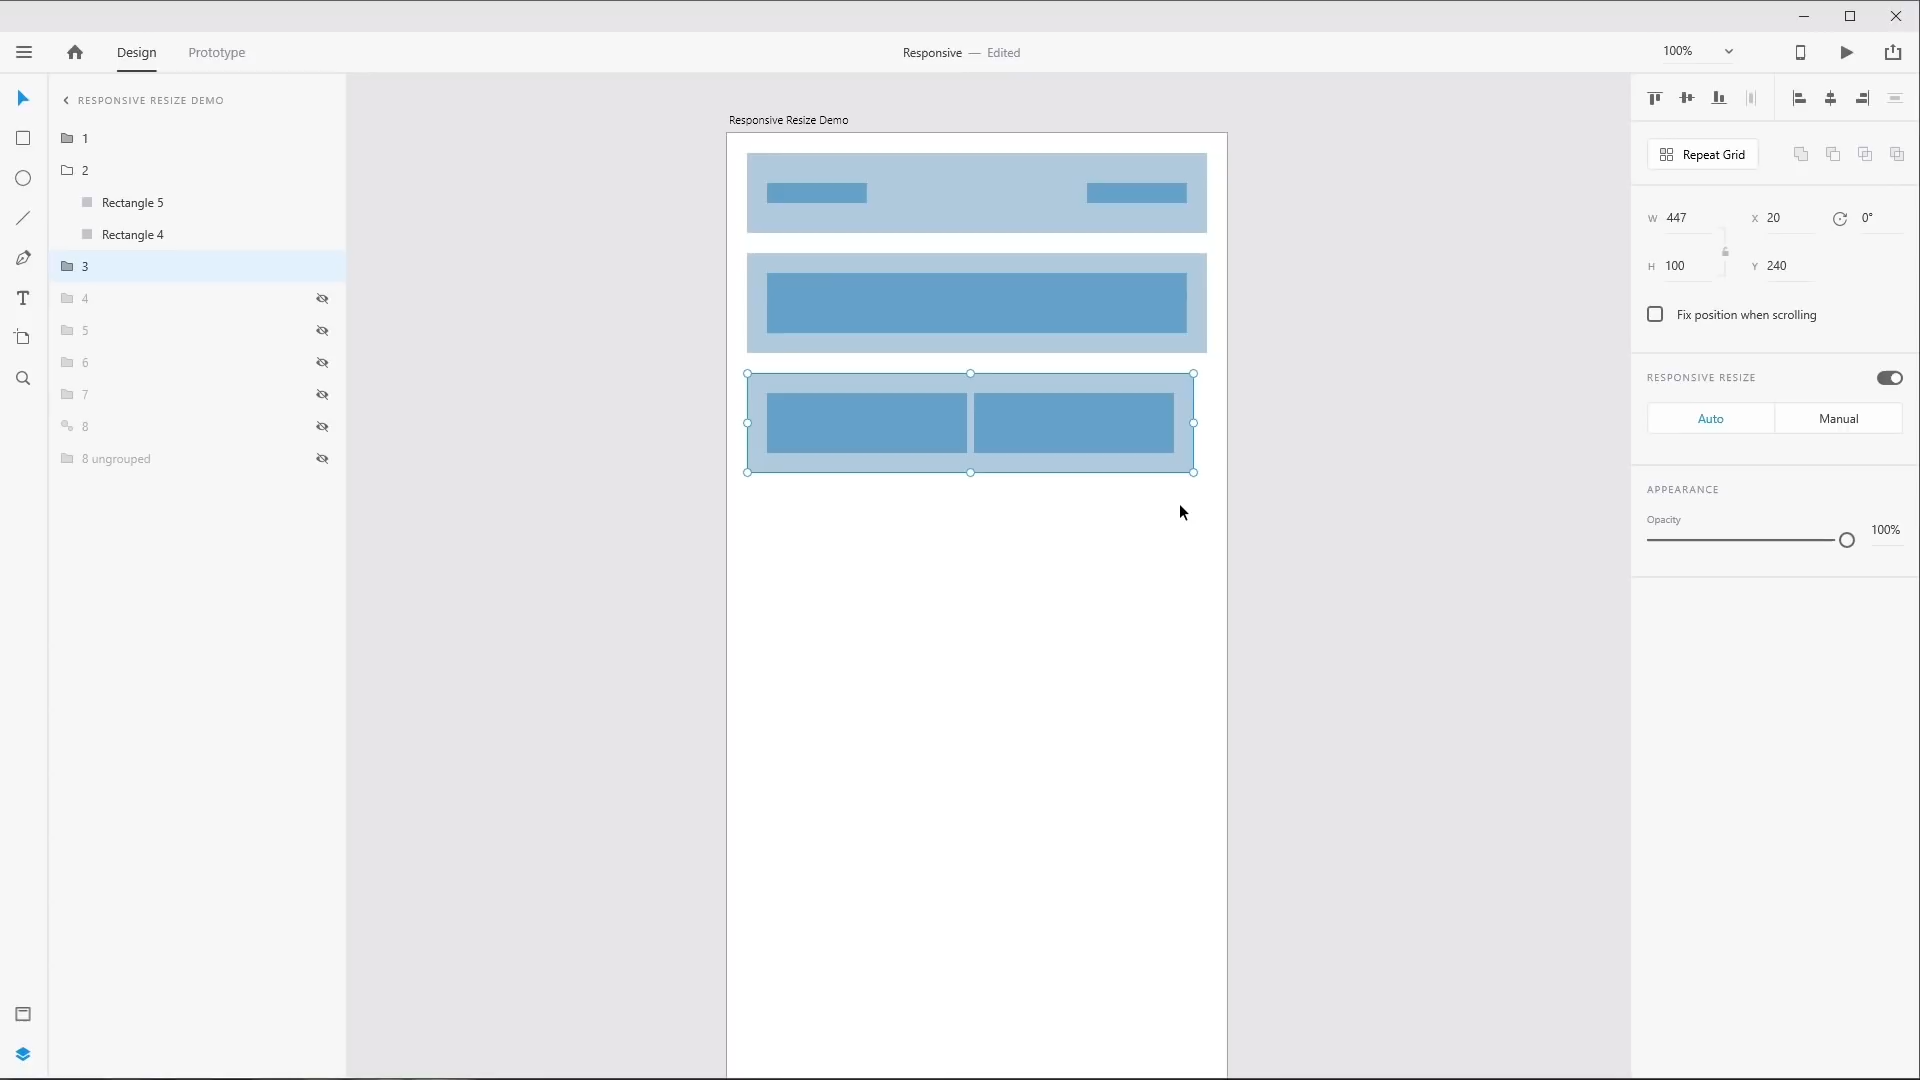 Design Prototype Responsive — Edited 100%
RESPONSIVE RESIZE DEMO
1
2
Rectangle 5
Rectangle 4
3
4
5
6
7
8
8 ungrouped
Responsive Resize Demo
Repeat Grid
W 447 X 20 0°
H 100 Y 240
Fix position when scrolling
RESPONSIVE RESIZE
Auto Manual
APPEARANCE
Opacity
100%